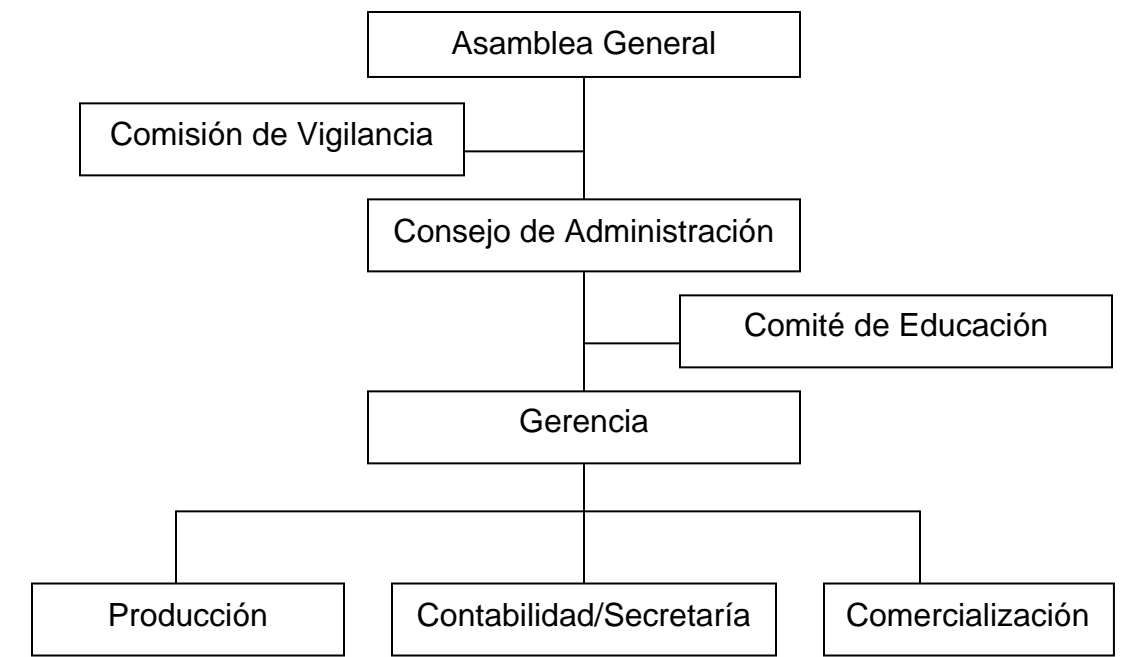 Asamblea General
Comisión de Vigilancia
Consejo de Administración
Comité de Educación
Gerencia
Producción
Contabilidad/Secretaría
Comercialización